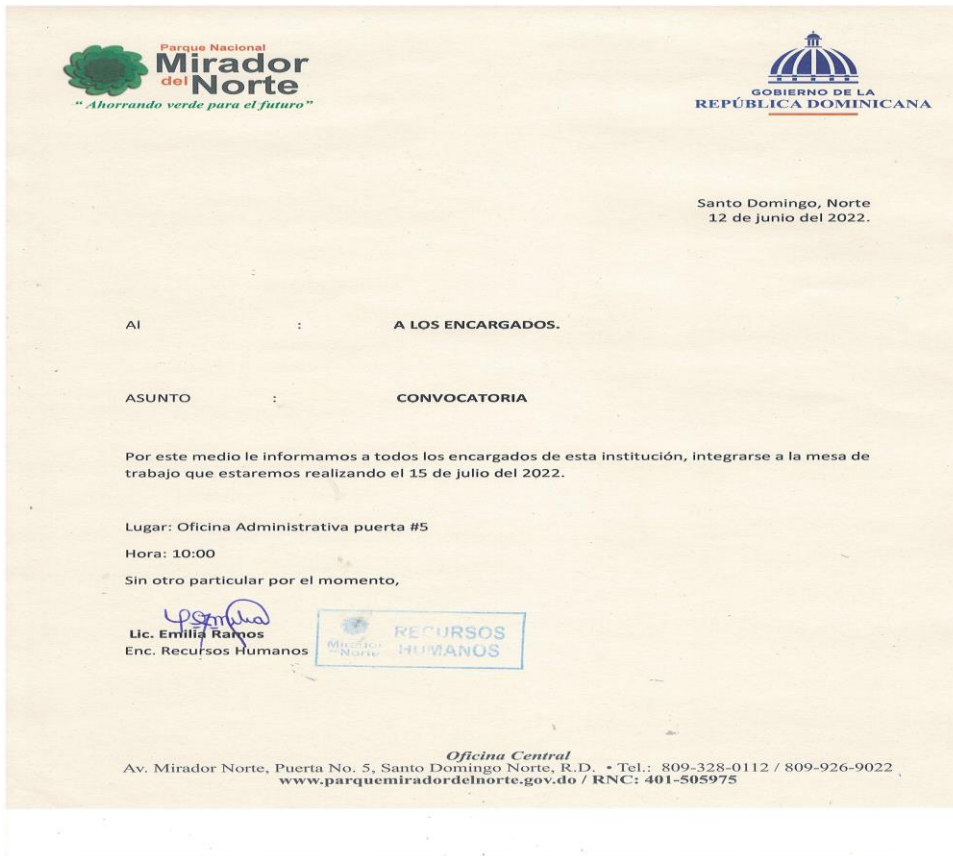 Parque Nacional
Mirador
del Norte
“ Ahorrando verde para el futuro”
GOBIERNO DE LA
REPÚBLICA DOMINICANA
Santo Domingo, Norte
12 de junio del 2022.
Al : A LOS ENCARGADOS.
ASUNTO : CONVOCATORIA
Por este medio le informamos a todos los encargados de esta institución, integrarse a la mesa de
trabajo que estaremos realizando el 15 de julio del 2022.
Lugar: Oficina Administrativa puerta #5
Hora: 10:00
Sin otro particular por el momento,
Lic. Emilia Ramos
Enc. Recursos Humanos
Mirador
del Norte
RECURSOS
HUMANOS
Oficina Central
Av. Mirador Norte, Puerta No. 5, Santo Domingo Norte, R.D. • Tel.: 809-328-0112 / 809-926-9022
www.parquemiradordelnorte.gov.do / RNC: 401-505975